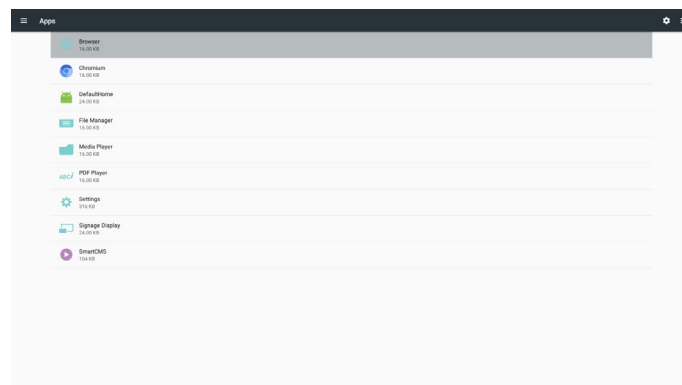 Apps
Browser
16.00 KB
Chromium
16.00 KB
DefaultHome
24.00 KB
File Manager
16.00 KB
Media Player
16.00 KB
ABC
PDF Player
16.00 KB
Settings
316 KB
Signage Display
24.00 KB
SmartCMS
104 KB